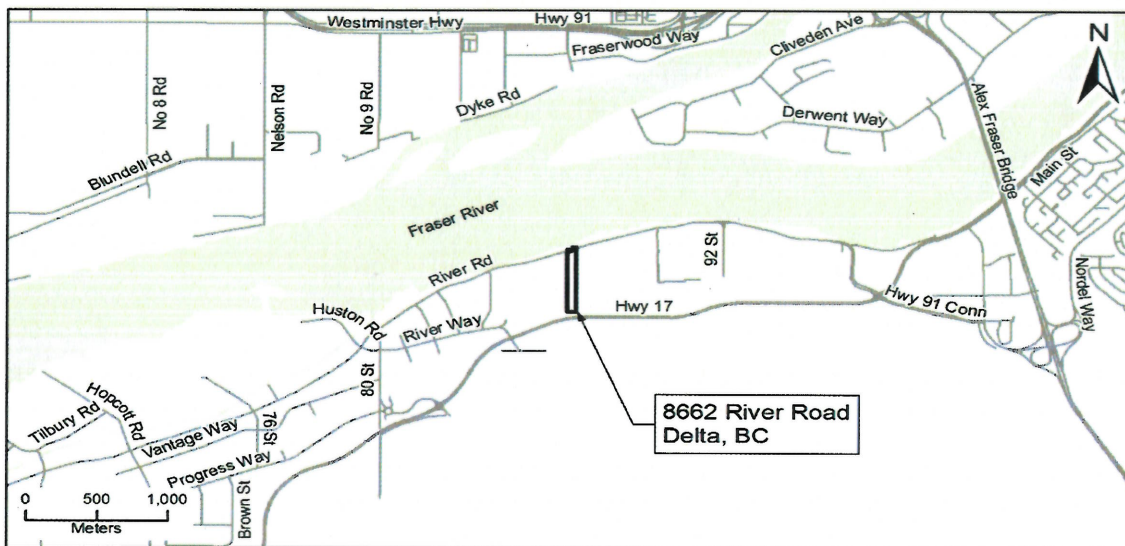 Westminster Hwy
Hwy 91
Fraserwood Way
Cliveden Ave
N
No 8 Rd
Nelson Rd
No 9 Rd
Dyke Rd
Derwent Way
Alex Fraser Bridge
Main St
Blundell Rd
Fraser River
River Rd
92 St
Nordel Way
Huston Rd
River Way
Hwy 17
Hwy 91 Conn
80 St
Hopcott Rd
Tilbury Rd
Vantage Way
76 St
8662 River Road
Delta, BC
Progress Way
Brown St
0 500 1,000
Meters